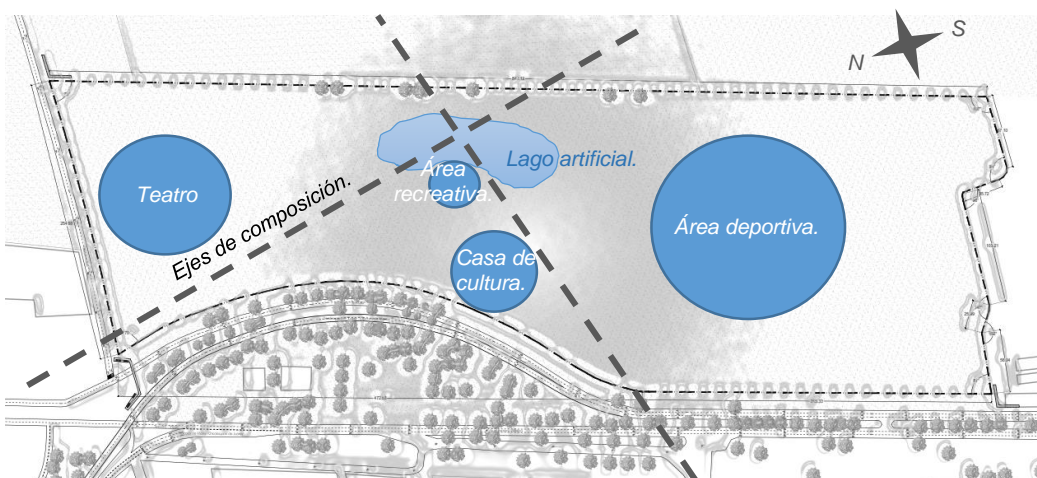 S
N
Teatro
Ejes de composición.
Lago artificial.
Área
recreativa.
Casa de
cultura.
Área deportiva.